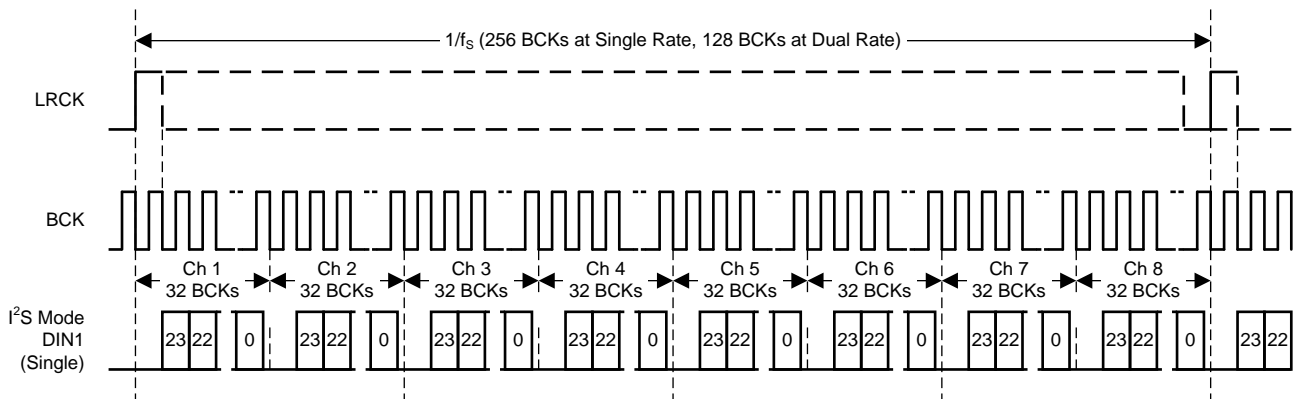 1/fS (256 BCKs at Single Rate, 128 BCKs at Dual Rate)
LRCK
BCK
Ch 1 Ch 2 Ch 3 Ch 4 Ch 5 Ch 6 Ch 7 Ch 8
32 BCKs 32 BCKs 32 BCKs 32 BCKs 32 BCKs 32 BCKs 32 BCKs 32 BCKs
I²S Mode
DIN1
(Single)
23 22 0 23 22 0 23 22 0 23 22 0 23 22 0 23 22 0 23 22 0 23 22 0 23 22